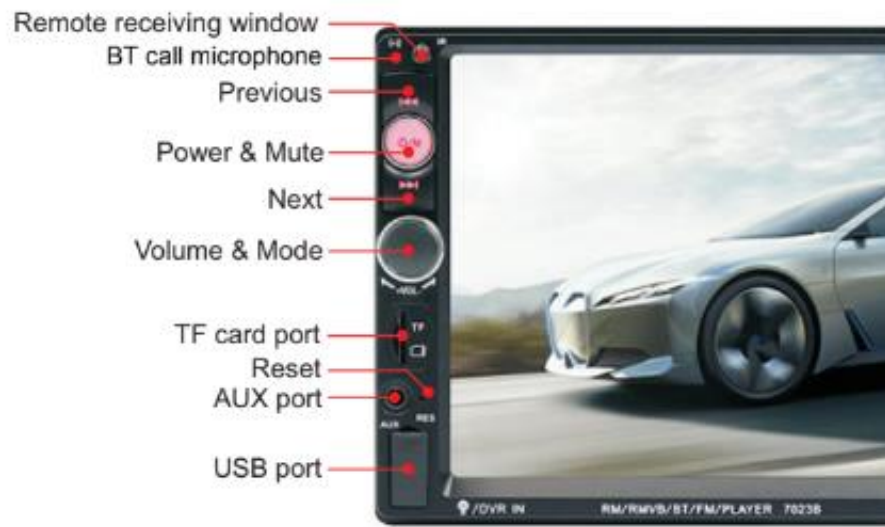 Remote receiving window
BT call microphone
Previous
Power & Mute
Next
Volume & Mode
TF card port
Reset
AUX port
USB port
VOL
TF
AUX
RES
/DVR IN
RM/RMVB/BT/FM/PLAYER 7023B